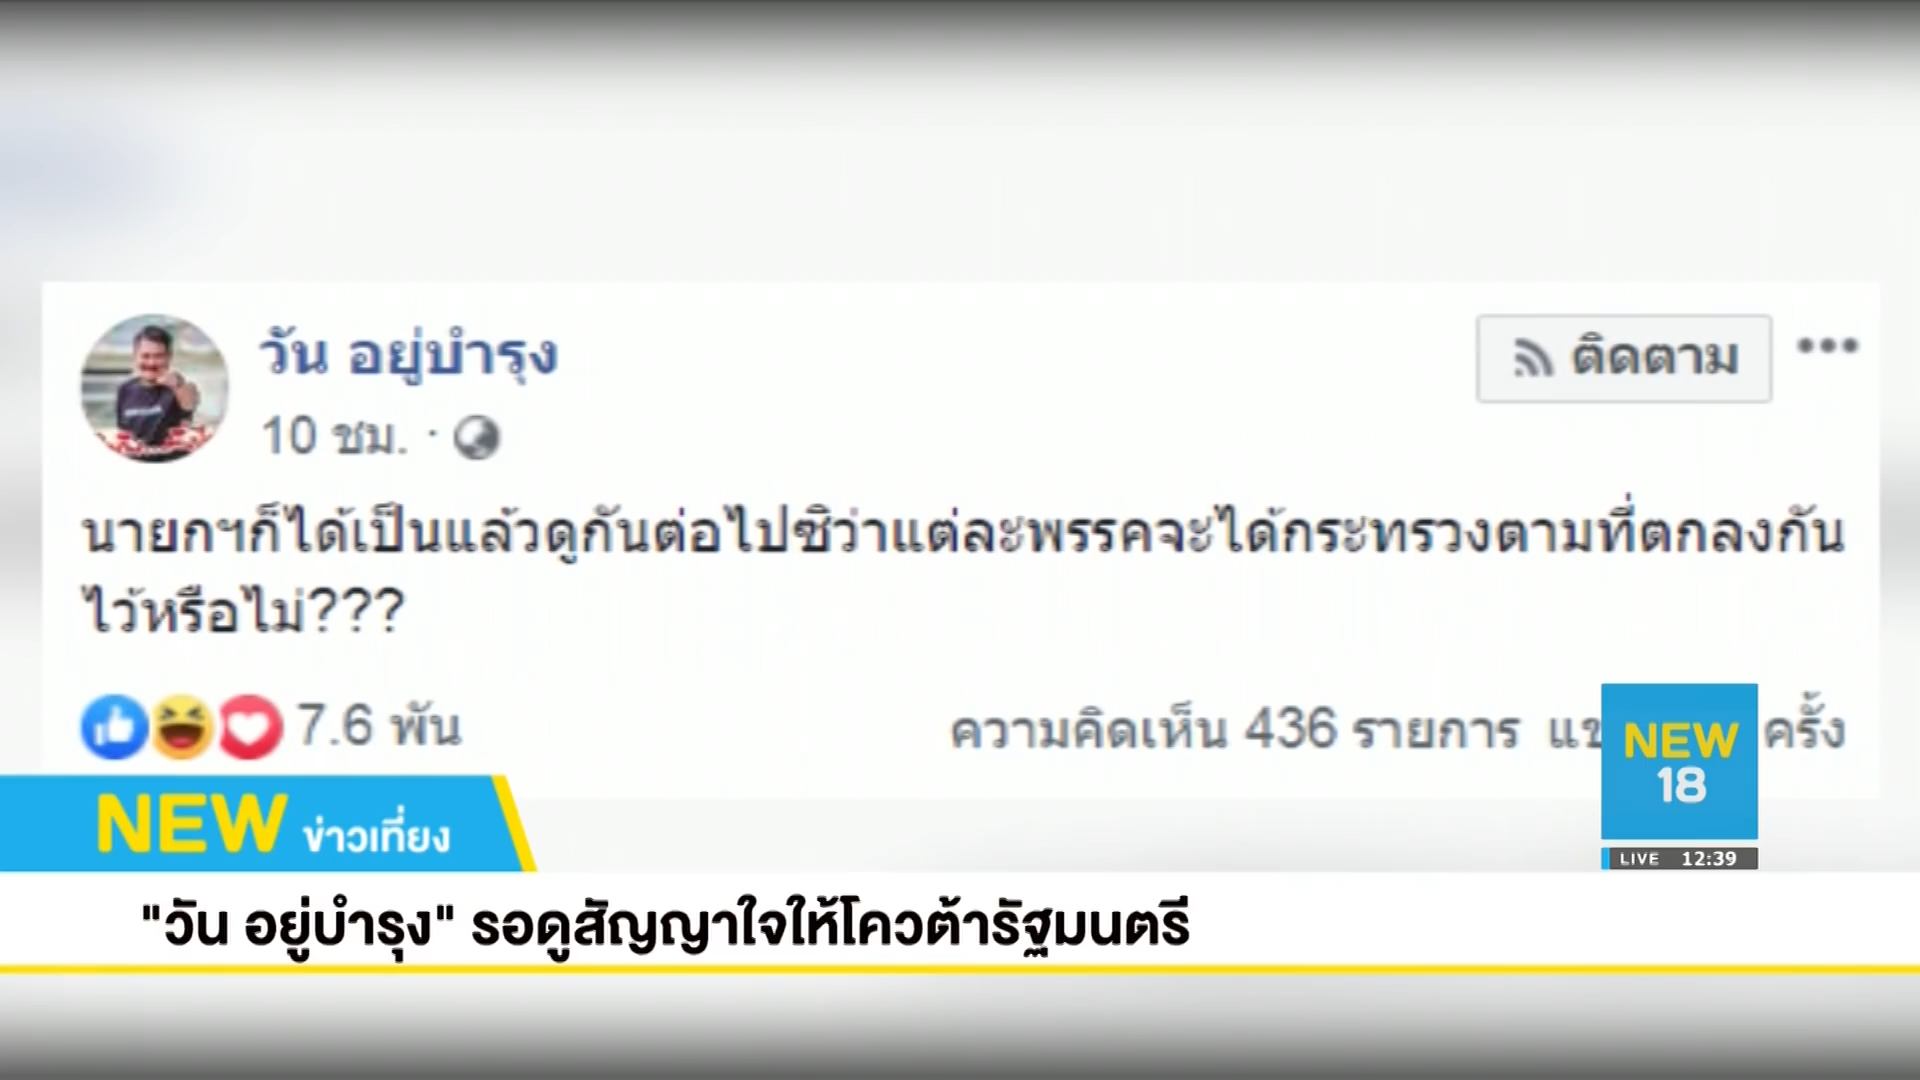 วัน อยู่บำรุง
ติดตาม
10 ชม. ·
นายกฯก็ได้เป็นแล้วดูกันต่อไปซิว่าแต่ละพรรคจะได้กระทรวงตามที่ตกลงกัน
ไว้หรือไม่???
7.6 พัน
ความคิดเห็น 436 รายการ
ครั้ง
NEW
18
LIVE 12:39
NEW ข่าวเที่ยง
"วัน อยู่บำรุง" รอดูสัญญาใจให้โควต้ารัฐมนตรี